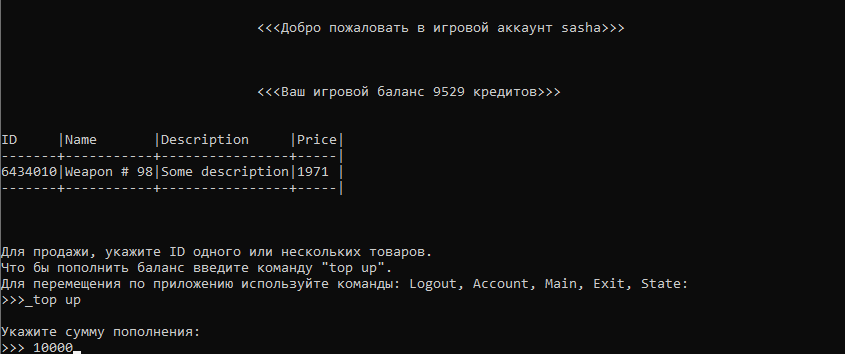 <<<Добро пожаловать в игровой аккаунт sasha>>>
<<<Ваш игровой баланс 9529 кредитов>>>
ID     |Name       |Description     |Price|
-------+-----------+----------------+-----|
6434010|Weapon # 98|Some description|1971 |
-------+-----------+----------------+-----|
Для продажи, укажите ID одного или нескольких товаров.
Что бы пополнить баланс введите команду "top up".
Для перемещения по приложению используйте команды: Logout, Account, Main, Exit, State:
>>>_top up
Укажите сумму пополнения:
>>> 10000